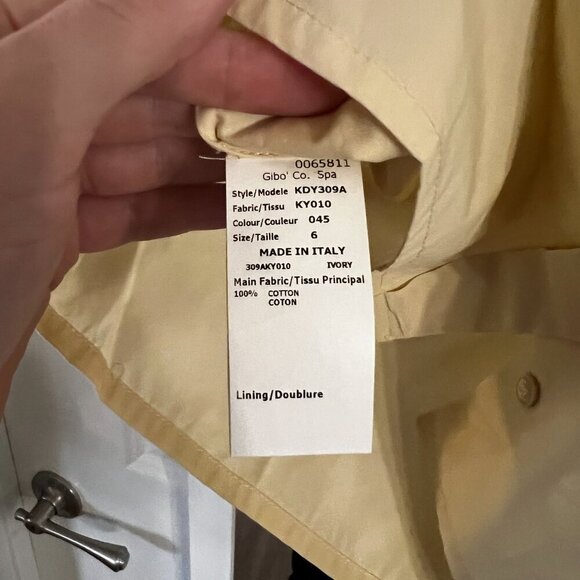 0065811
Gibo' Co. Spa
Style/Modele KDY309A
Fabric/Tissu KY010
Colour/Couleur 045
Size/Taille 6
MADE IN ITALY
309AKY010 IVORY
Main Fabric/Tissu Principal
100% COTTON
COTON
Lining/Doublure